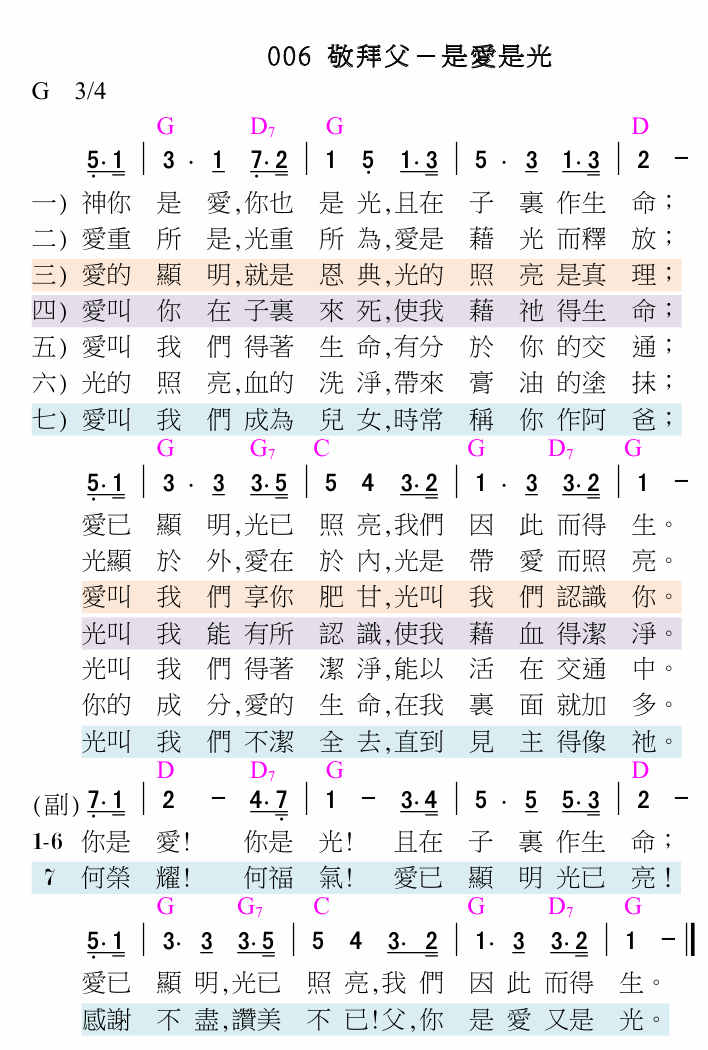 006 敬拜父－是愛是光
G 3/4
G D7 G D
5·1 | 3 · 1 7·2 | 1 5 1·3 | 5 · 3 1·3 | 2 －
一) 神你 是 愛,你也 是 光,且在 子 裏 作生 命；
二) 愛重 所 是,光重 所 為,愛是 藉 光 而釋 放；
三) 愛的 顯 明,就是 恩 典,光的 照 亮 是真 理；
四) 愛叫 你 在 子裏 來 死,使我 藉 祂 得生 命；
五) 愛叫 我 們 得著 生 命,有分 於 你 的交 通；
六) 光的 照 亮,血的 洗 淨,帶來 膏 油 的塗 抹；
七) 愛叫 我 們 成為 兒 女,時常 稱 你 作阿 爸；
G G7 C G D7 G
5·1 | 3 · 3 3·5 | 5 4 3·2 | 1 · 3 3·2 | 1 －
愛已 顯 明,光已 照 亮,我們 因 此 而得 生。
光顯 於 外,愛在 於 內,光是 帶 愛 而照 亮。
愛叫 我 們 享你 肥 甘,光叫 我 們 認識 你。
光叫 我 能 有所 認 識,使我 藉 血 得潔 淨。
光叫 我 們 得著 潔 淨,能以 活 在 交通 中。
你的 成 分,愛的 生 命,在我 裏 面 就加 多。
光叫 我 們 不潔 全 去,直到 見 主 得像 祂。
D D7 G D
(副) 7·1 | 2 － 4·7 | 1 － 3·4 | 5 · 5 5·3 | 2 －
1-6 你是 愛! 你是 光! 且在 子 裏 作生 命；
7 何榮 耀! 何福 氣! 愛已 顯 明 光已 亮!
G G7 C G D7 G
5·1 | 3· 3 3·5 | 5 4 3· 2 | 1· 3 3·2 | 1 －‖
愛已 顯 明,光已 照 亮,我 們 因 此 而得 生。
感謝 不 盡,讚美 不 已!父,你 是 愛 又是 光。